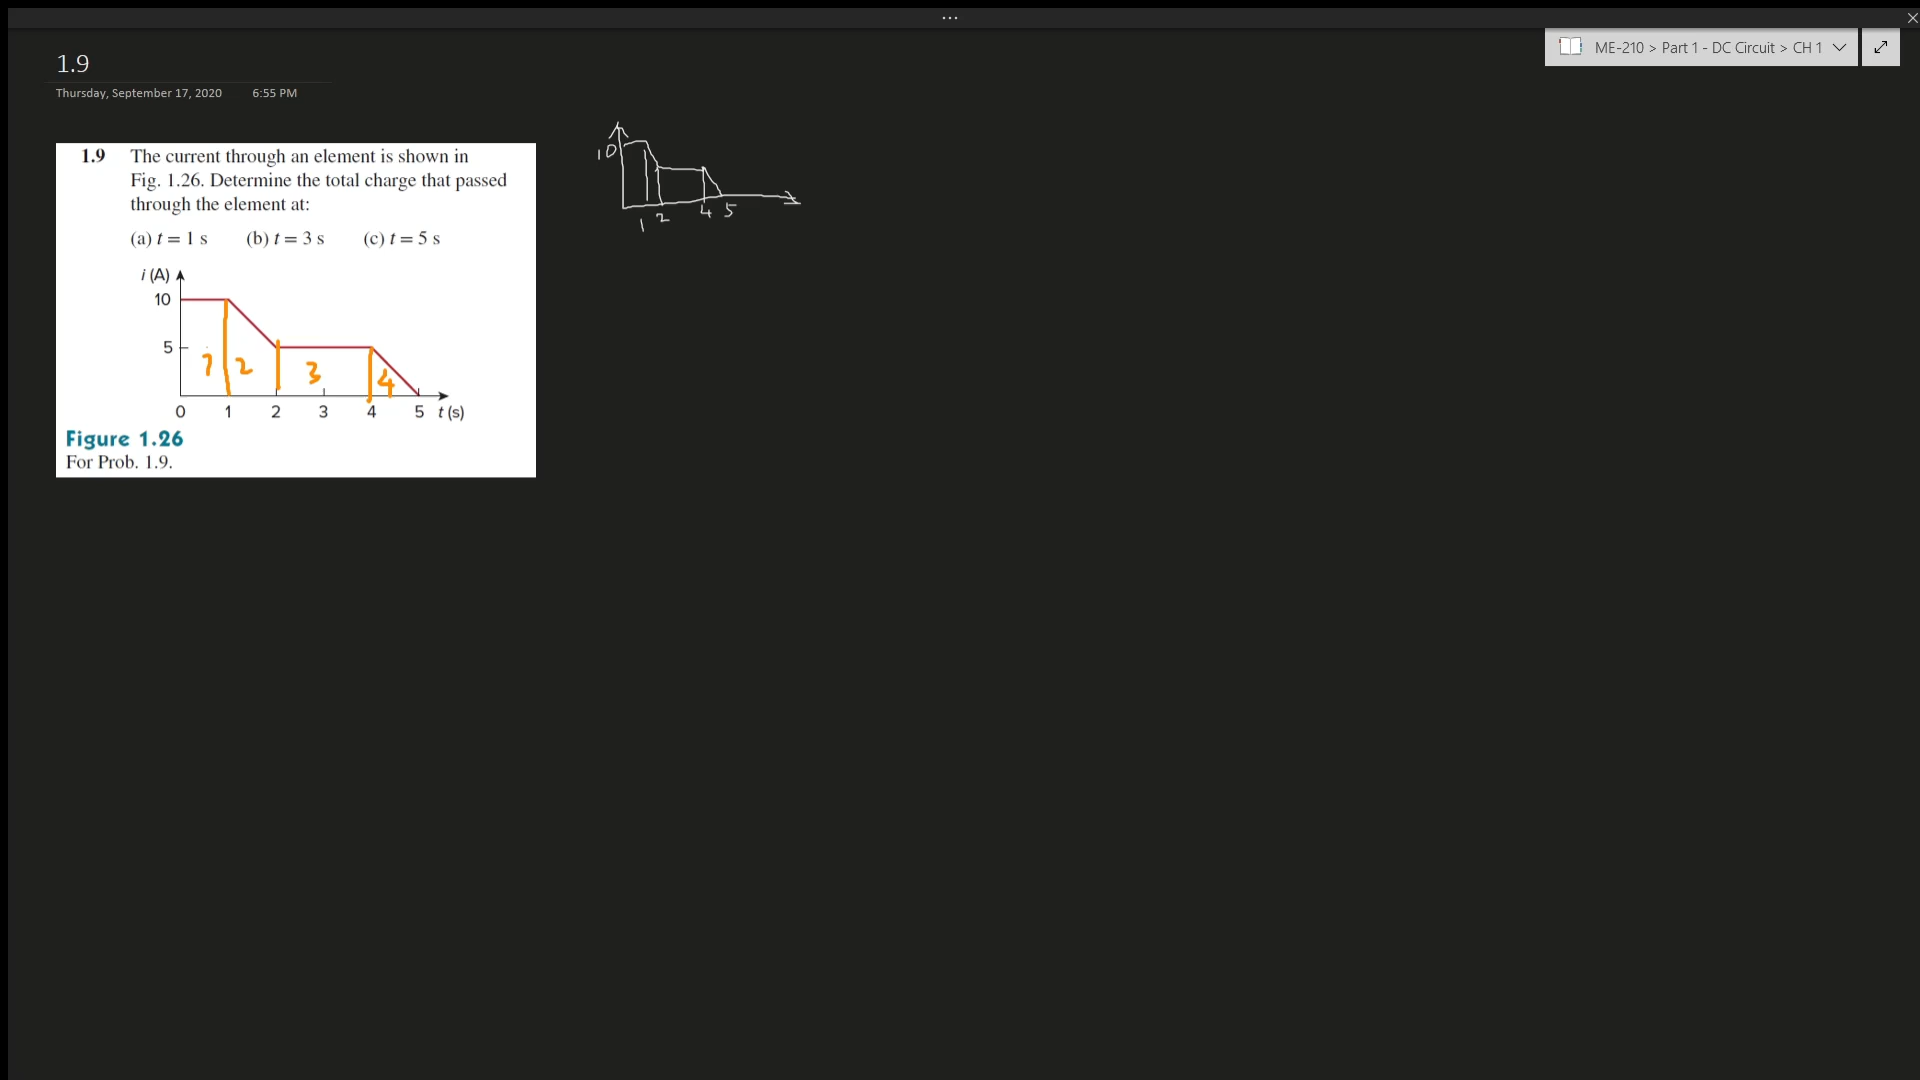 1.9
Thursday, September 17, 2020 6:55 PM
ME-210 > Part 1 - DC Circuit > CH 1
1.9 The current through an element is shown in
Fig. 1.26. Determine the total charge that passed
through the element at:
(a) t = 1 s (b) t = 3 s (c) t = 5 s
i (A)
10
5
1 2 3 4
0 1 2 3 4 5 t (s)
Figure 1.26
For Prob. 1.9.
10
1 2 4 5